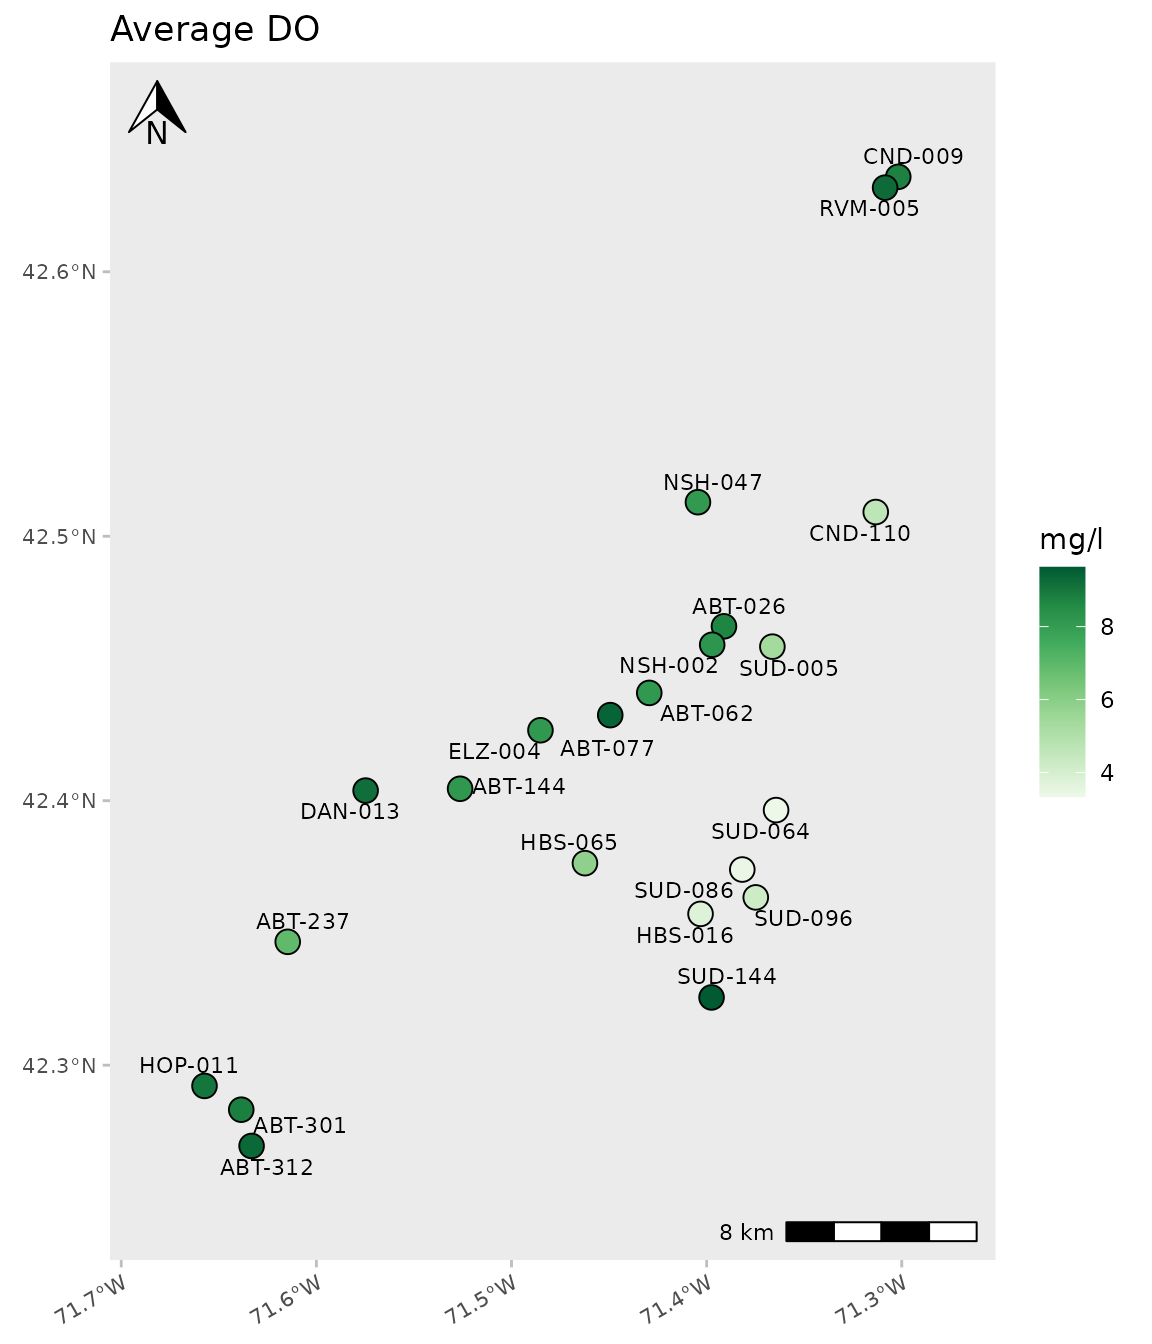 Average DO
N
CND-009
RVM-005
42.6°N
NSH-047
CND-110
42.5°N
ABT-026
NSH-002
SUD-005
ABT-062
ELZ-004
ABT-077
ABT-144
42.4°N
DAN-013
SUD-064
HBS-065
SUD-086
SUD-096
ABT-237
HBS-016
SUD-144
42.3°N
HOP-011
ABT-301
ABT-312
8 km
71.7°W
71.6°W
71.5°W
71.4°W
71.3°W
mg/l
8
6
4